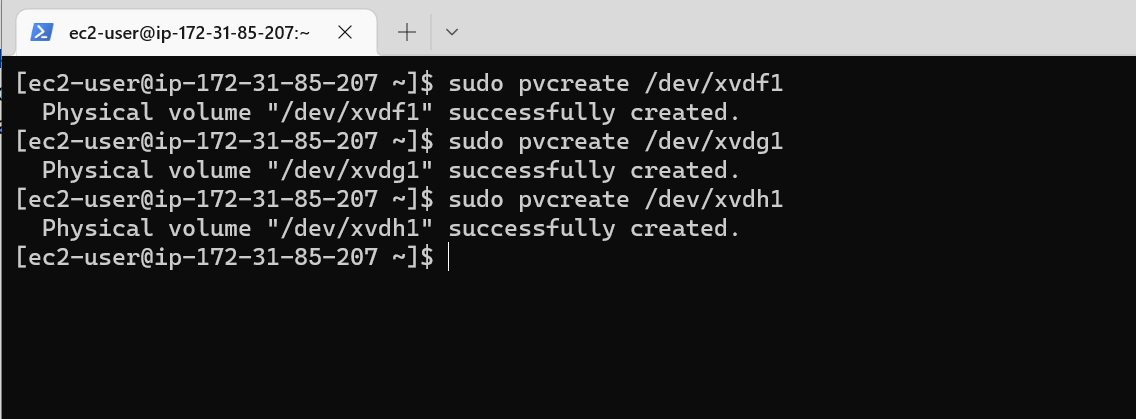 ec2-user@ip-172-31-85-207:~
[ec2-user@ip-172-31-85-207 ~]$ sudo pvcreate /dev/xvdf1
  Physical volume "/dev/xvdf1" successfully created.
[ec2-user@ip-172-31-85-207 ~]$ sudo pvcreate /dev/xvdg1
  Physical volume "/dev/xvdg1" successfully created.
[ec2-user@ip-172-31-85-207 ~]$ sudo pvcreate /dev/xvdh1
  Physical volume "/dev/xvdh1" successfully created.
[ec2-user@ip-172-31-85-207 ~]$